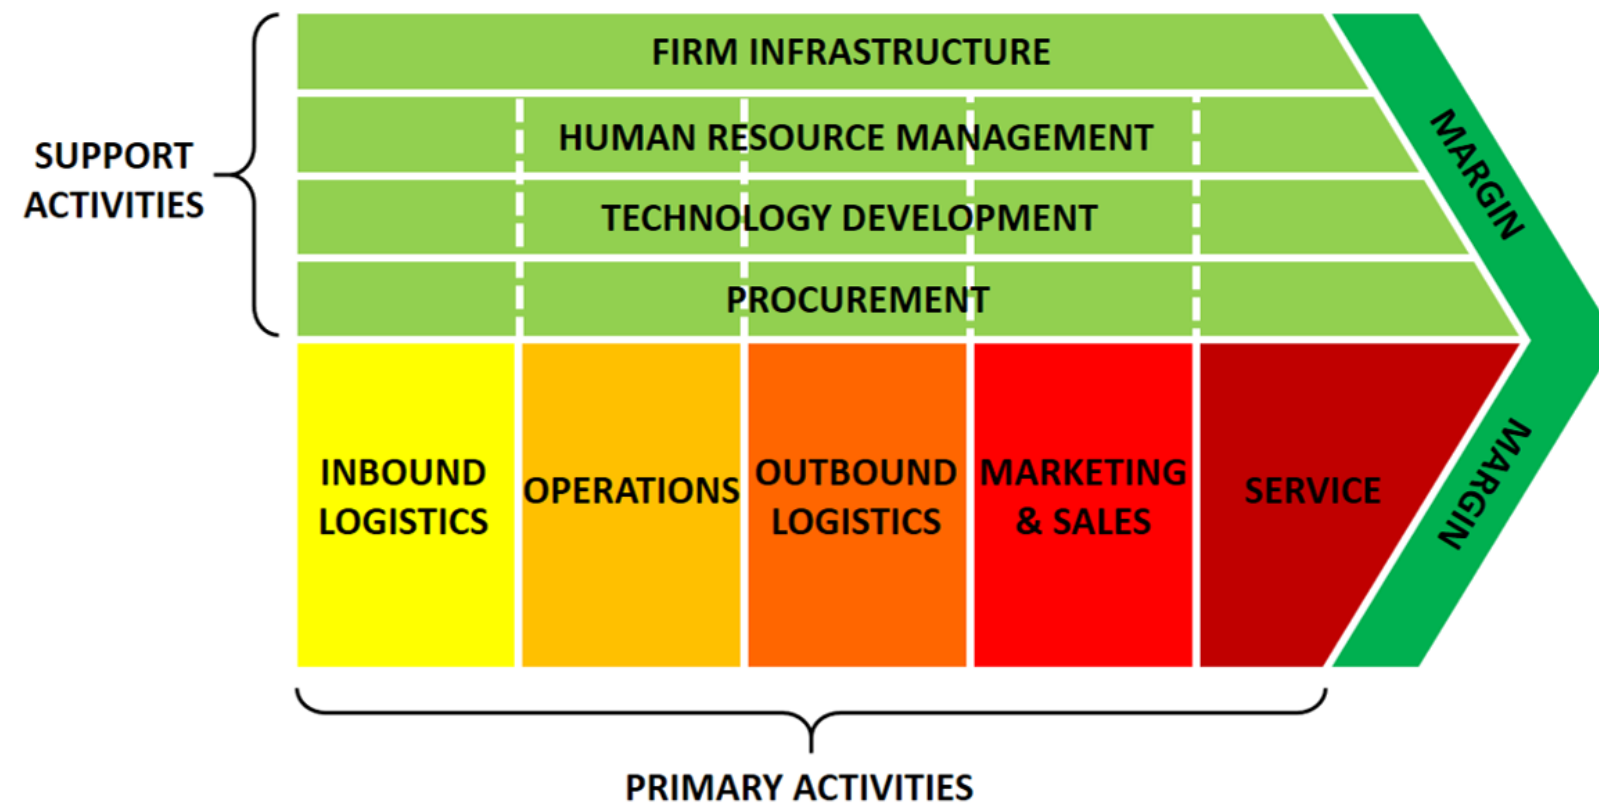 FIRM INFRASTRUCTURE
HUMAN RESOURCE MANAGEMENT
TECHNOLOGY DEVELOPMENT
PROCUREMENT
SUPPORT
ACTIVITIES
MARGIN
INBOUND
LOGISTICS
OPERATIONS
OUTBOUND
LOGISTICS
MARKETING
& SALES
SERVICE
MARGIN
PRIMARY ACTIVITIES